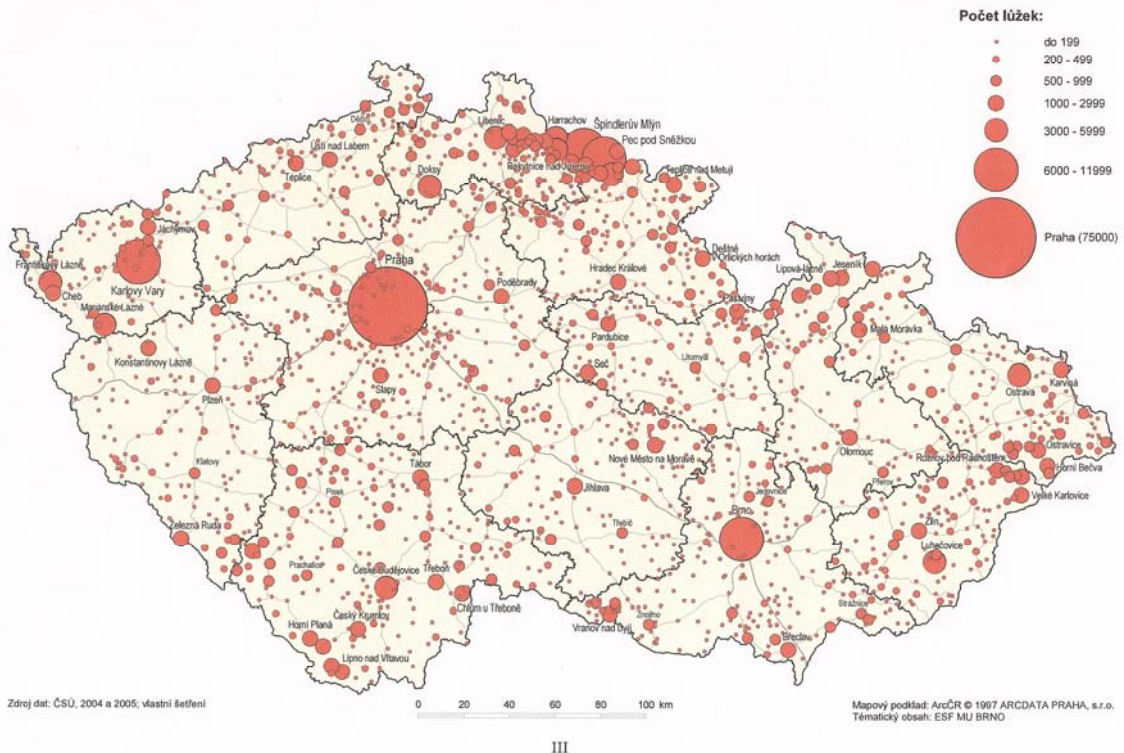 Počet lůžek:
do 199
200 - 499
500 - 999
1000 - 2999
3000 - 5999
6000 - 11999
Praha (75000)
Děčín
Liberec
Harrachov
Špindlerův Mlýn
Pec pod Sněžkou
Ústí nad Labem
Teplice
Doksy
Rokytnice nad Jizerou
Teplice nad Metují
Jáchymov
Františkovy Lázně
Cheb
Karlovy Vary
Mariánské Lázně
Praha
Poděbrady
Hradec Králové
Deštné
v Orlických horách
Lipová-lázně
Jeseník
Pastviny
Pardubice
Malá Morávka
Konstantinovy Lázně
Plzeň
Slapy
Seč
Litomyšl
Ostrava
Karviná
Klatovy
Tábor
Písek
Nové Město na Moravě
Olomouc
Rožnov pod Radhoštěm
Ostravice
Horní Bečva
Přerov
Velké Karlovice
Jihlava
Jedovnice
Brno
Třebíč
Zlín
Luhačovice
Železná Ruda
Prachatice
České Budějovice
Třeboň
Chlum u Třeboně
Český Krumlov
Horní Planá
Lipno nad Vltavou
Vranov nad Dyjí
Znojmo
Strážnice
Břeclav
Zdroj dat: ČSÚ, 2004 a 2005; vlastní šetření
0 20 40 60 80 100 km
Mapový podklad: ArcČR © 1997 ARCDATA PRAHA, s.r.o.
Tématický obsah: ESF MU BRNO
III